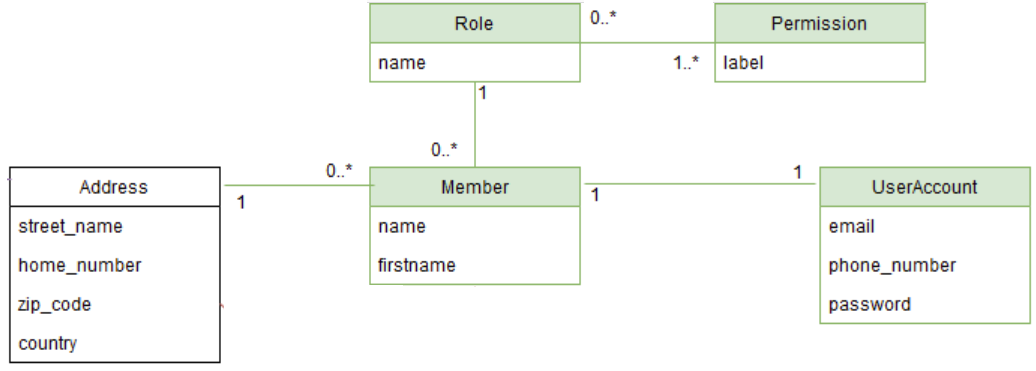 Role
0..*
Permission
name
1..*
label
1
0..*
Address
0..*
1
Member
1
1
UserAccount
street_name
name
email
home_number
firstname
phone_number
zip_code
password
country